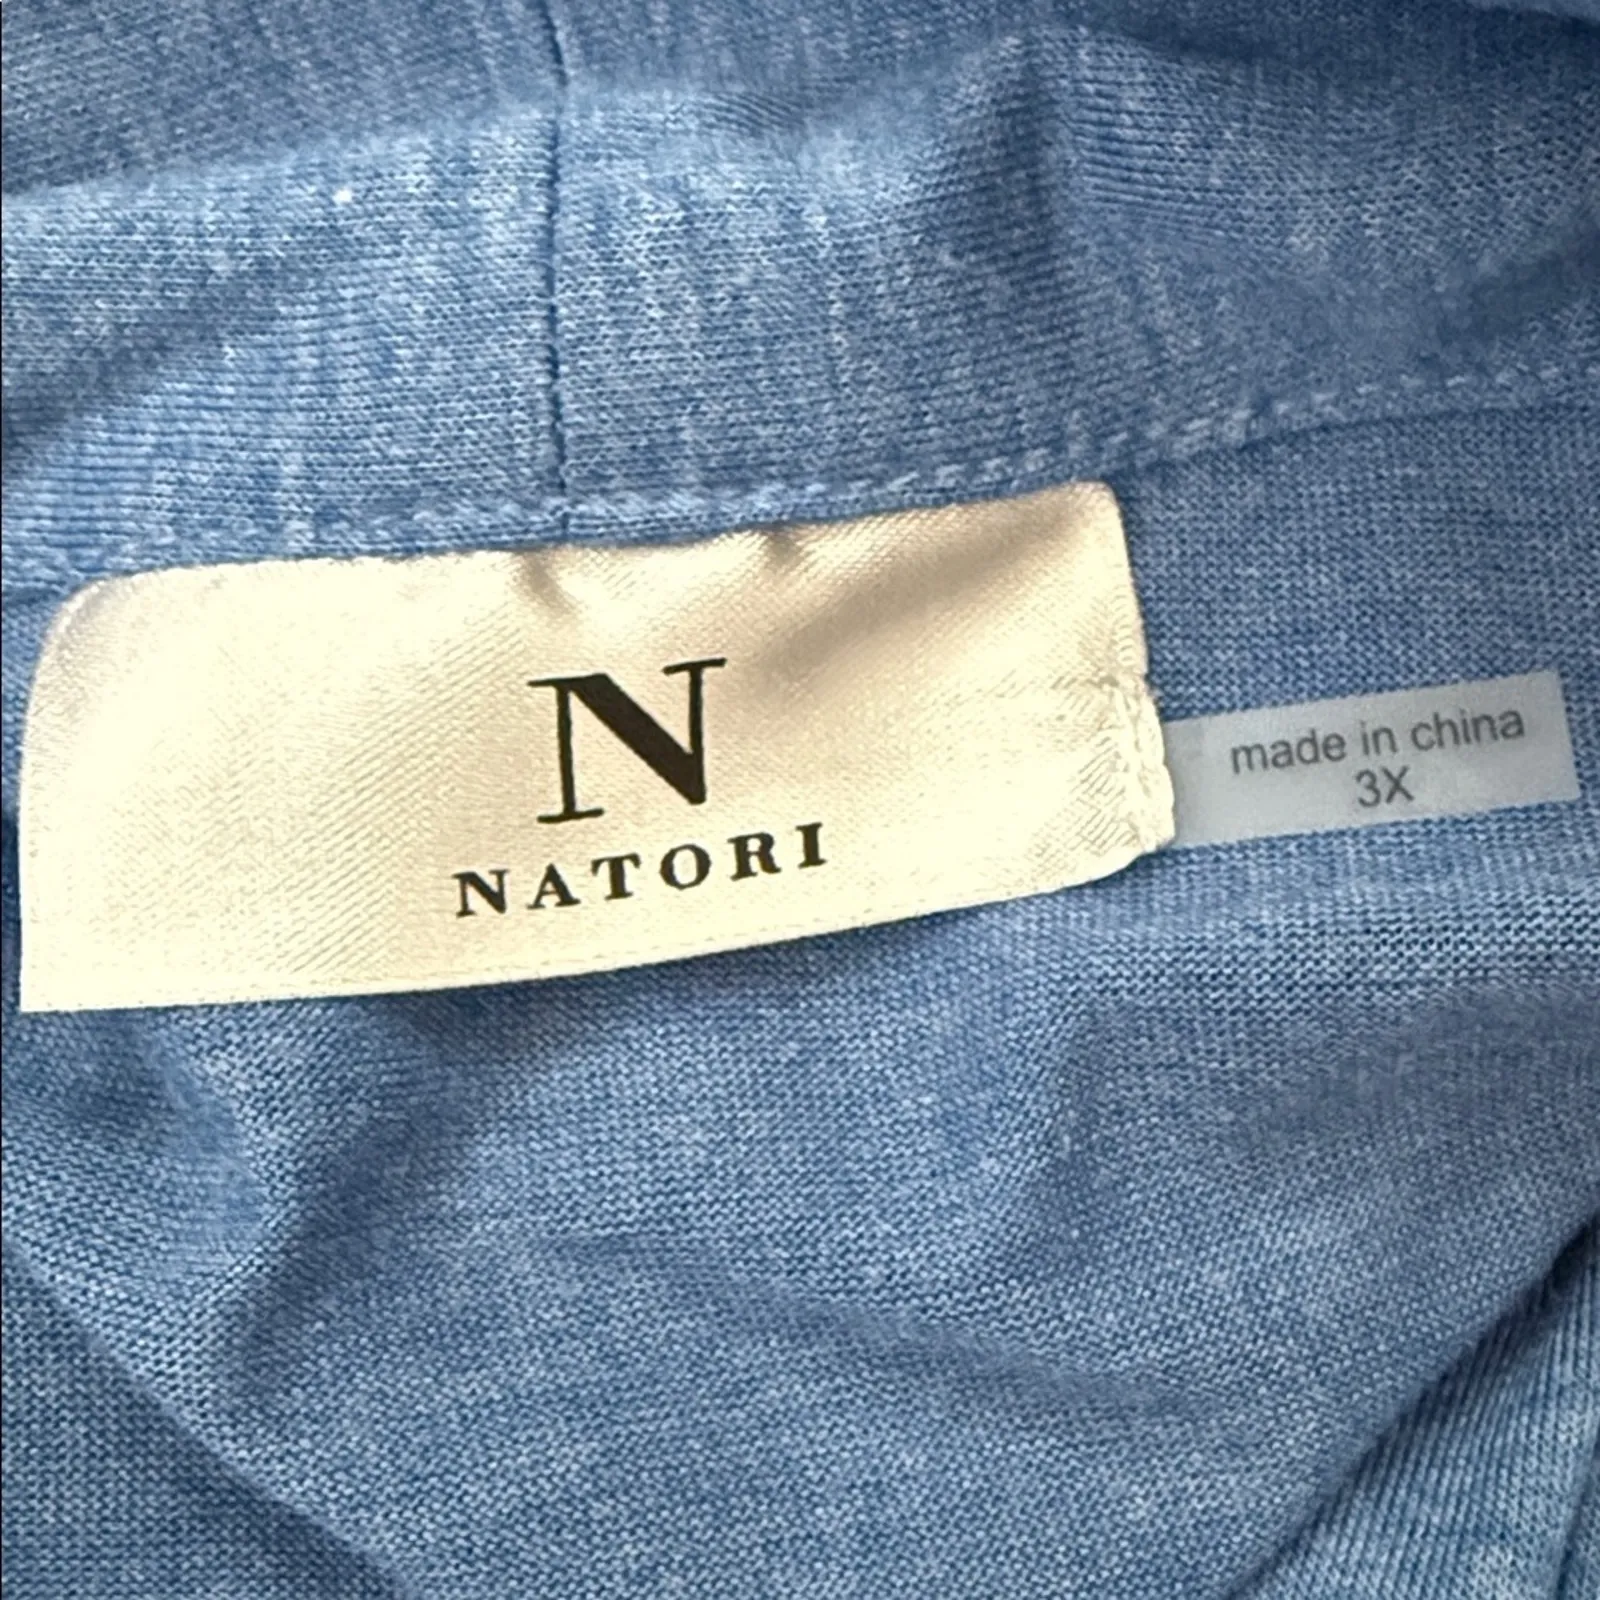 N
NATORI
made in china
3X